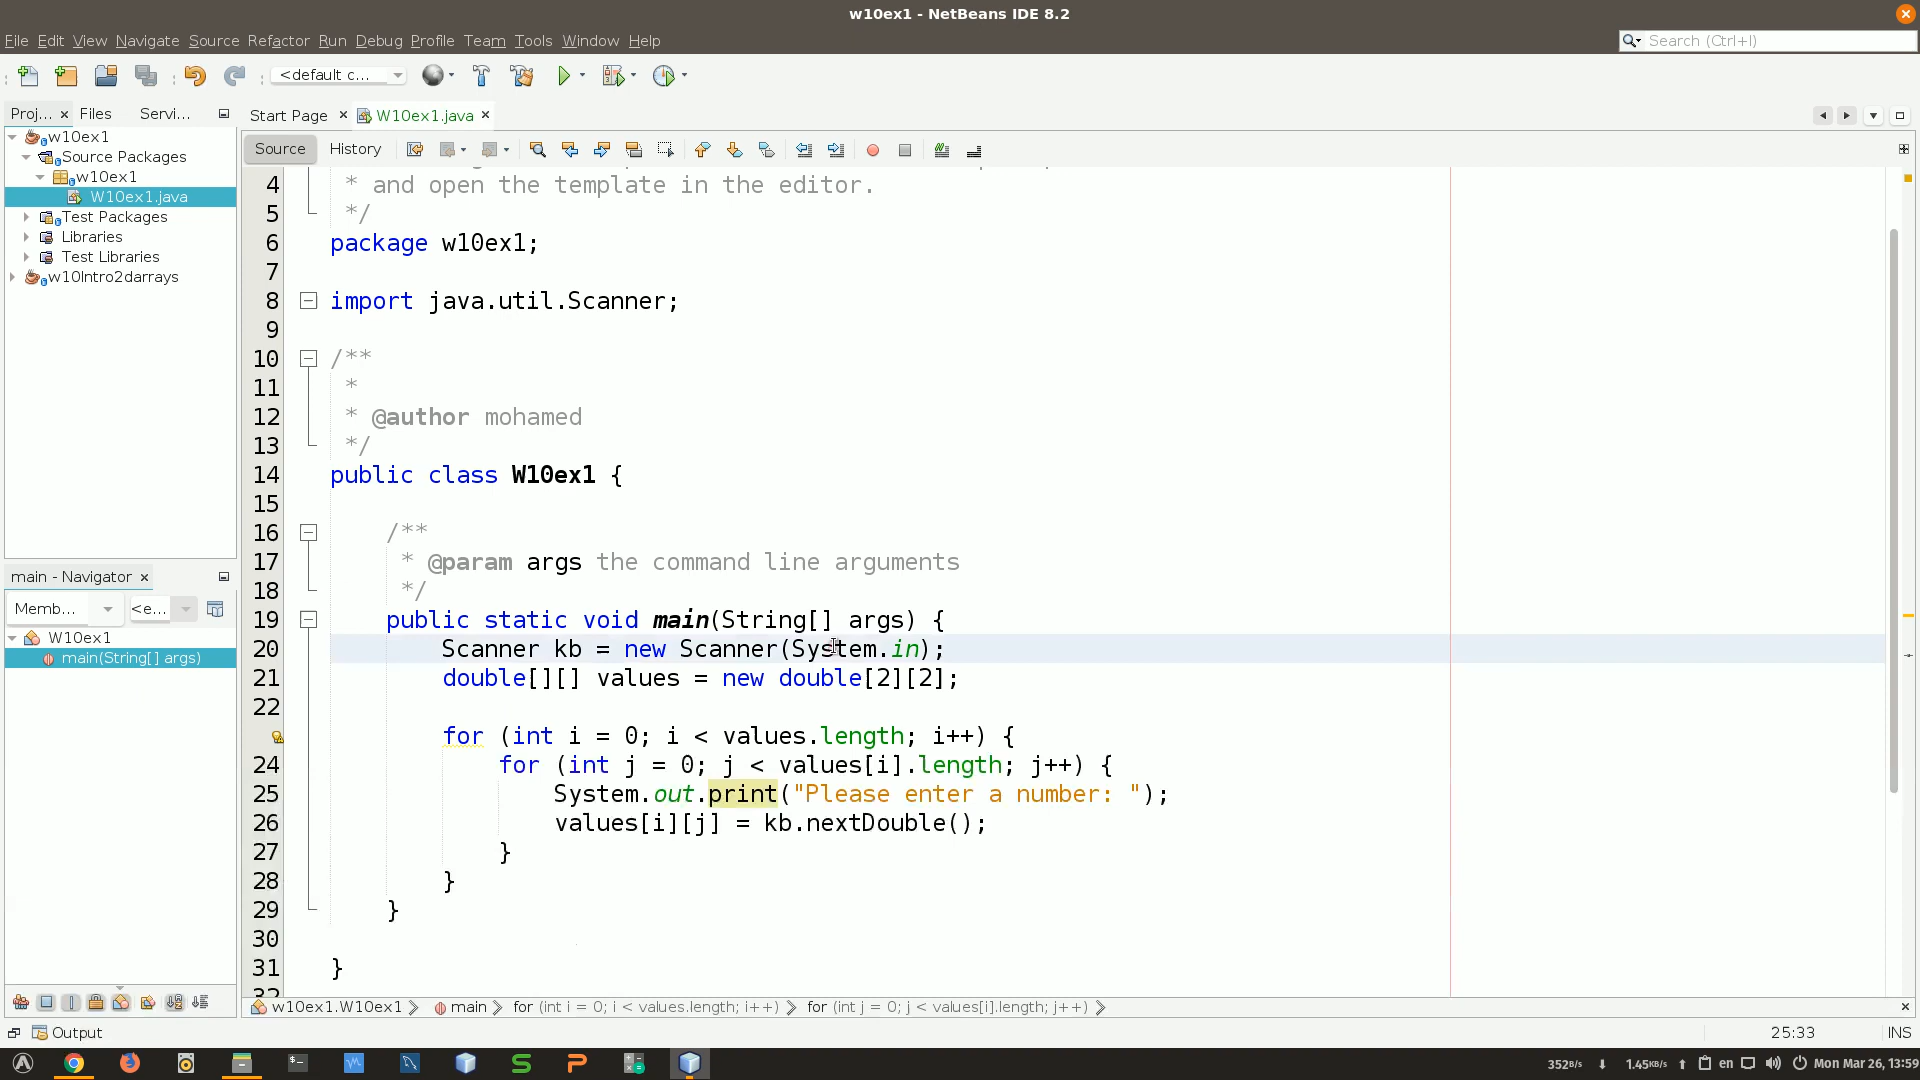 w10ex1 - NetBeans IDE 8.2
File Edit View Navigate Source Refactor Run Debug Profile Team Tools Window Help
Search (Ctrl+I)
<default c...
Proj... Files Servi...
Start Page W10ex1.java
Source History
w10ex1
Source Packages
w10ex1
W10ex1.java
Test Packages
Libraries
Test Libraries
w10Intro2darrays
4 * and open the template in the editor.
5 */
6 package w10ex1;
7
8 import java.util.Scanner;
9
10 /**
11 *
12 * @author mohamed
13 */
14 public class W10ex1 {
15
16 /**
17 * @param args the command line arguments
18 */
19 public static void main(String[] args) {
20 Scanner kb = new Scanner(System.in);
21 double[][] values = new double[2][2];
22
for (int i = 0; i < values.length; i++) {
24 for (int j = 0; j < values[i].length; j++) {
25 System.out.print("Please enter a number: ");
26 values[i][j] = kb.nextDouble();
27 }
28 }
29 }
30
31 }
main - Navigator
Memb... <e...
W10ex1
main(String[] args)
w10ex1.W10ex1 main for (int i = 0; i < values.length; i++) for (int j = 0; j < values[i].length; j++)
Output
25:33 INS
352B/s 1.45KB/s en Mon Mar 26, 13:59